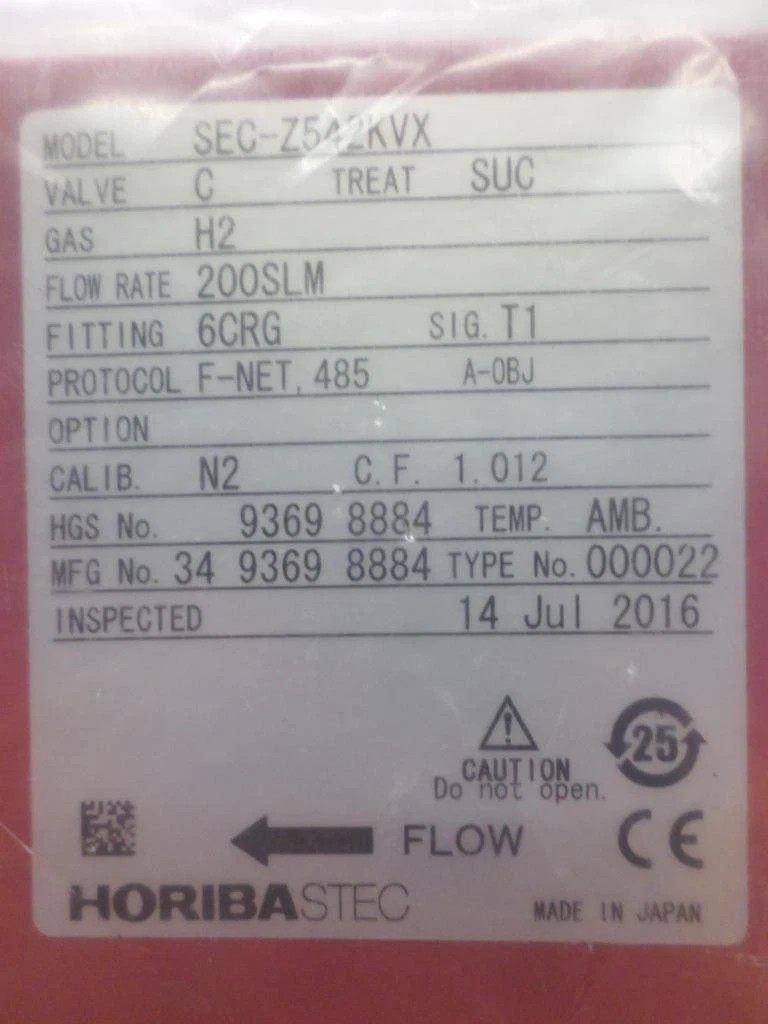 MODEL SEC-Z542KVX
VALVE C TREAT SUC
GAS H2
FLOW RATE 200SLM
FITTING 6CRG SIG. T1
PROTOCOL F-NET, 485 A-OBJ
OPTION
CALIB. N2 C.F. 1.012
HGS No. 9369 8884 TEMP. AMB.
MFG No. 34 9369 8884 TYPE No. 000022
INSPECTED 14 Jul 2016
25
CAUTION
Do not open.
FLOW CE
HORIBASTEC MADE IN JAPAN